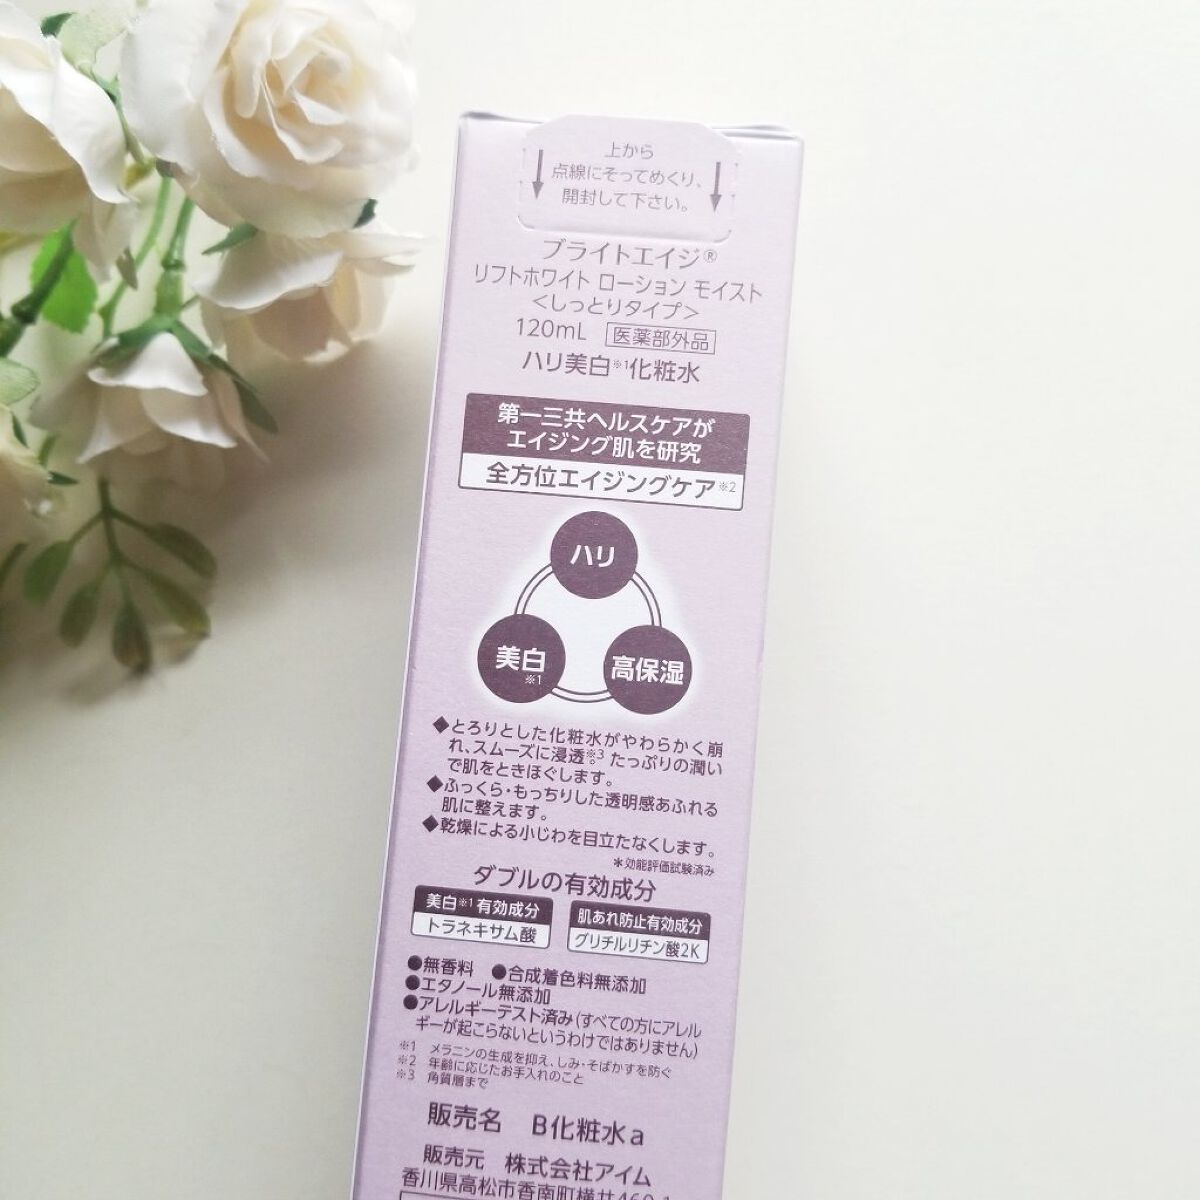 上から
点線にそってめくり、
開封して下さい。
ブライトエイジ®
リフトホワイト ローション モイスト
<しっとりタイプ>
120mL 医薬部外品
ハリ美白※1化粧水
第一三共ヘルスケアが
エイジング肌を研究
全方位エイジングケア※2
ハリ
美白
※1
高保湿
◆とろりとした化粧水がやわらかく崩
れ、スムーズに浸透※3。たっぷりの潤い
で肌をときほぐします。
◆ふっくら・もっちりした透明感あふれる
肌に整えます。
◆乾燥による小じわを目立たなくします。
＊効能評価試験済み
ダブルの有効成分
美白※1有効成分
トラネキサム酸
肌あれ防止有効成分
グリチルリチン酸2K
●無香料 ●合成着色料無添加
●エタノール無添加
●アレルギーテスト済み(すべての方にアレル
ギーが起こらないというわけではありません)
※1 メラニンの生成を抑え、しみ・そばかすを防ぐ
※2 年齢に応じたお手入れのこと
※3 角質層まで
販売名 B化粧水a
販売元 株式会社アイム
香川県高松市香南町横井460